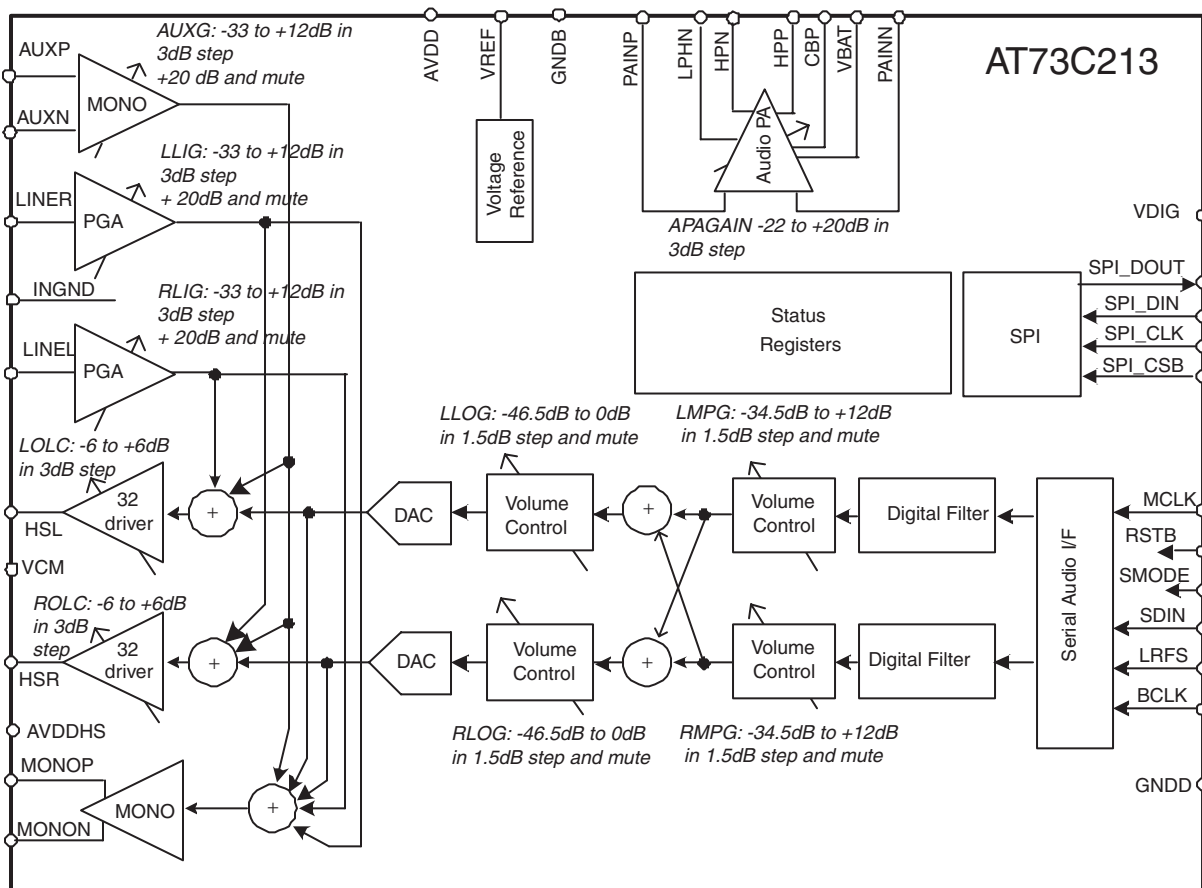 AT73C213
AUXP
AUXN
MONO
AUXG: -33 to +12dB in
3dB step
+20 dB and mute
LINER
PGA
LLIG: -33 to +12dB in
3dB step
+ 20dB and mute
INGND
LINEL
PGA
RLIG: -33 to +12dB in
3dB step
+ 20dB and mute
AVDD
VREF
GNDB
Voltage
Reference
PAINP
LPHN
HPN
HPP
CBP
VBAT
PAINN
Audio PA
APAGAIN -22 to +20dB in
3dB step
VDIG
Status
Registers
SPI
SPI_DOUT
SPI_DIN
SPI_CLK
SPI_CSB
LOLC: -6 to +6dB
in 3dB step
32
driver
HSL
+
DAC
LLOG: -46.5dB to 0dB
in 1.5dB step and mute
Volume
Control
+
LMPG: -34.5dB to +12dB
in 1.5dB step and mute
Volume
Control
Digital Filter
Serial Audio I/F
MCLK
RSTB
SMODE
SDIN
LRFS
BCLK
VCM
ROLC: -6 to +6dB
in 3dB
step
32
driver
HSR
+
DAC
Volume
Control
RLOG: -46.5dB to 0dB
in 1.5dB step and mute
+
Volume
Control
RMPG: -34.5dB to +12dB
in 1.5dB step and mute
Digital Filter
AVDDHS
MONOP
MONON
MONO
+
GNDD